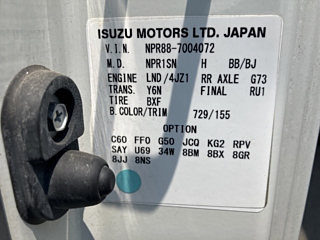 ISUZU MOTORS LTD. JAPAN
V.I.N. NPR88-7004072
M.D. NPR1SN H BB/BJ
ENGINE LND/4JZ1 RR AXLE G73
TRANS. Y6N FINAL RU1
TIRE BXF
B.COLOR/TRIM 729/155
OPTION
C60 FF0 G50 JCQ KG2 RPV
SAY U69 34W 8BM 8BX 8GR
8JJ 8NS